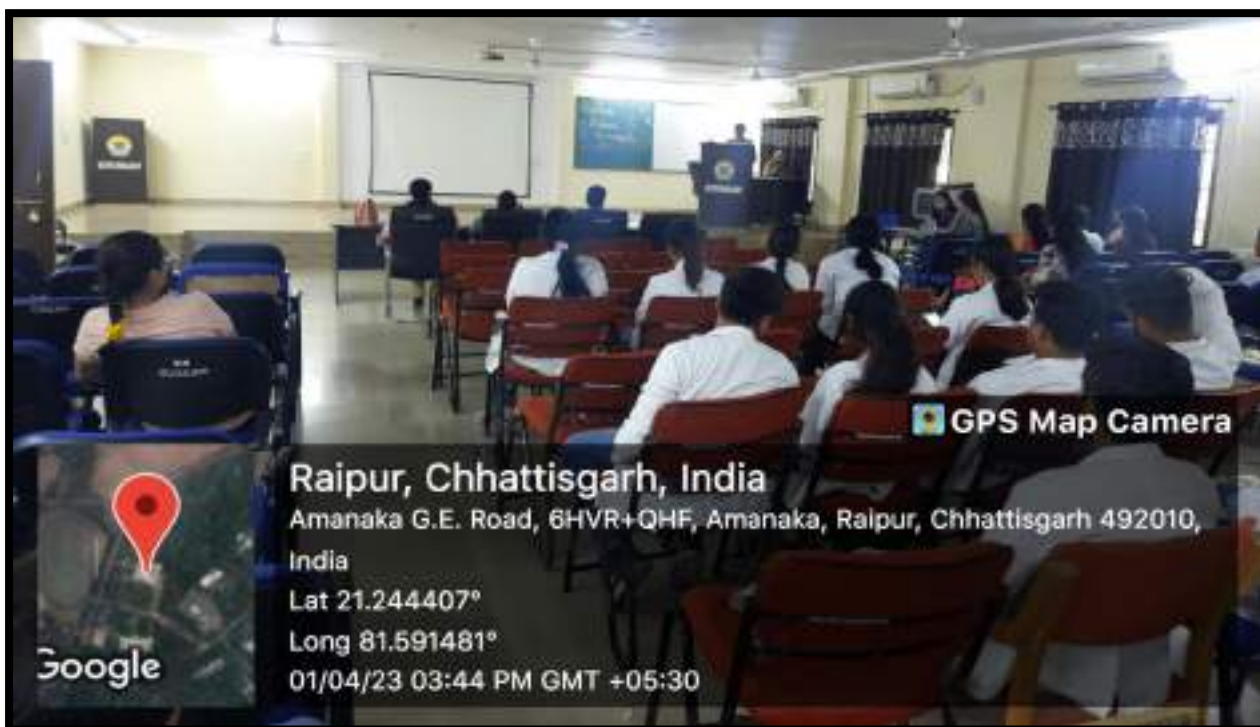 GPS Map Camera
Raipur, Chhattisgarh, India
Amanaka G.E. Road, 6HVR+QHF, Amanaka, Raipur, Chhattisgarh 492010,
India
Lat 21.244407°
Long 81.591481°
01/04/23 03:44 PM GMT +05:30
Google